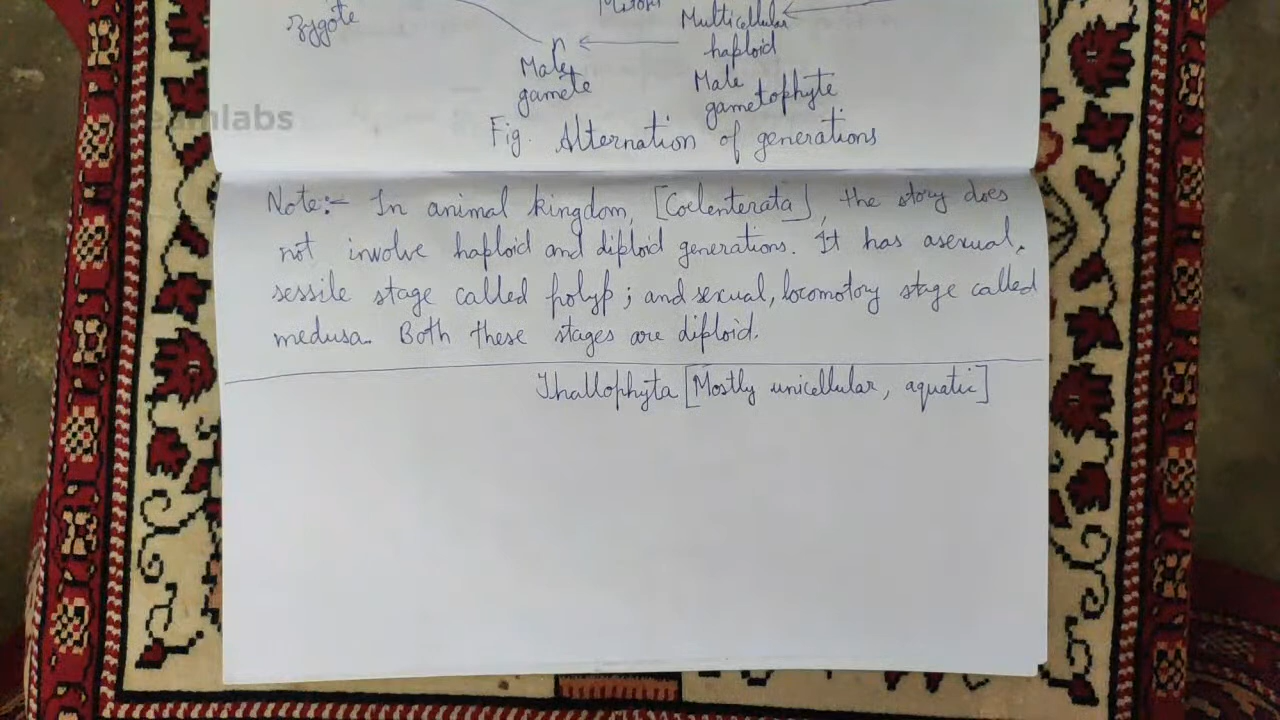 zygote
Multicellular
haploid
n
Male
gamete
Male
gametophyte
nlabs
Fig. Alternation of generations
Note:- In animal kingdom, [Coelenterata], the story does
not involve haploid and diploid generations. It has asexual,
sessile stage called polyp; and sexual, locomotory stage called
medusa. Both these stages are diploid.
Thallophyta [Mostly unicellular, aquatic]